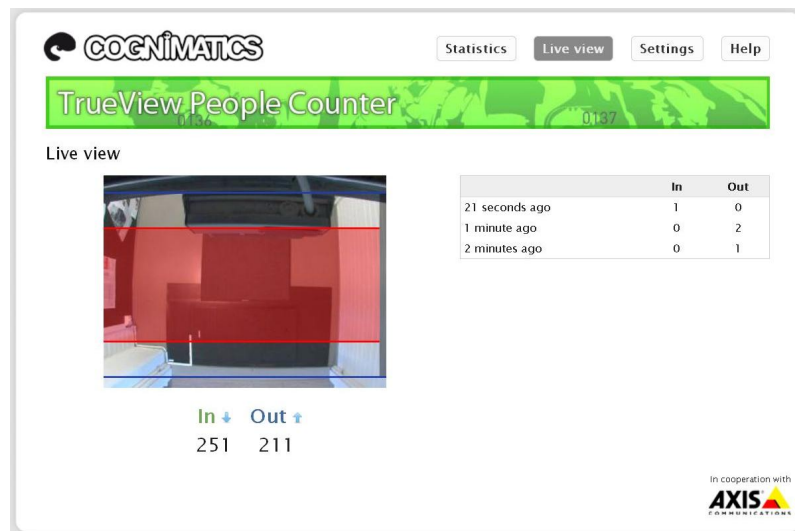 COGNIMATICS
Statistics Live view Settings Help
TrueView People Counter
0136 0137
Live view
In Out
21 seconds ago 1 0
1 minute ago 0 2
2 minutes ago 0 1
In Out
251 211
In cooperation with
AXIS
COMMUNICATIONS